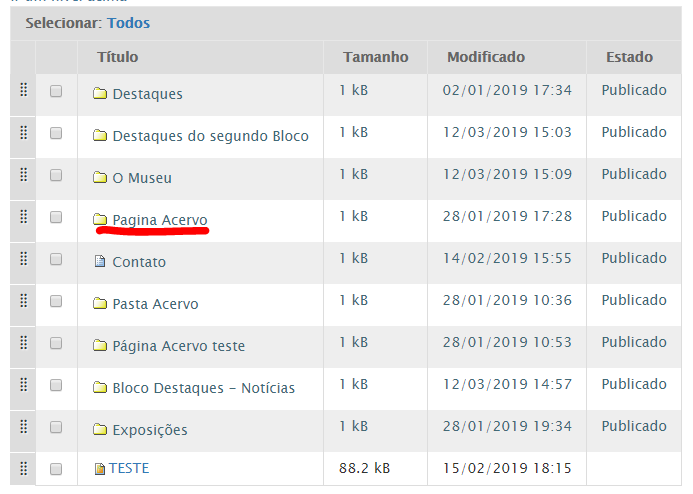 Selecionar: Todos
Título Tamanho Modificado Estado
Destaques 1 kB 02/01/2019 17:34 Publicado
Destaques do segundo Bloco 1 kB 12/03/2019 15:03 Publicado
O Museu 1 kB 12/03/2019 15:09 Publicado
Pagina Acervo 1 kB 28/01/2019 17:28 Publicado
Contato 1 kB 14/02/2019 15:55 Publicado
Pasta Acervo 1 kB 28/01/2019 10:36 Publicado
Página Acervo teste 1 kB 28/01/2019 10:53 Publicado
Bloco Destaques - Notícias 1 kB 12/03/2019 14:57 Publicado
Exposições 1 kB 28/01/2019 19:34 Publicado
TESTE 88.2 kB 15/02/2019 18:15